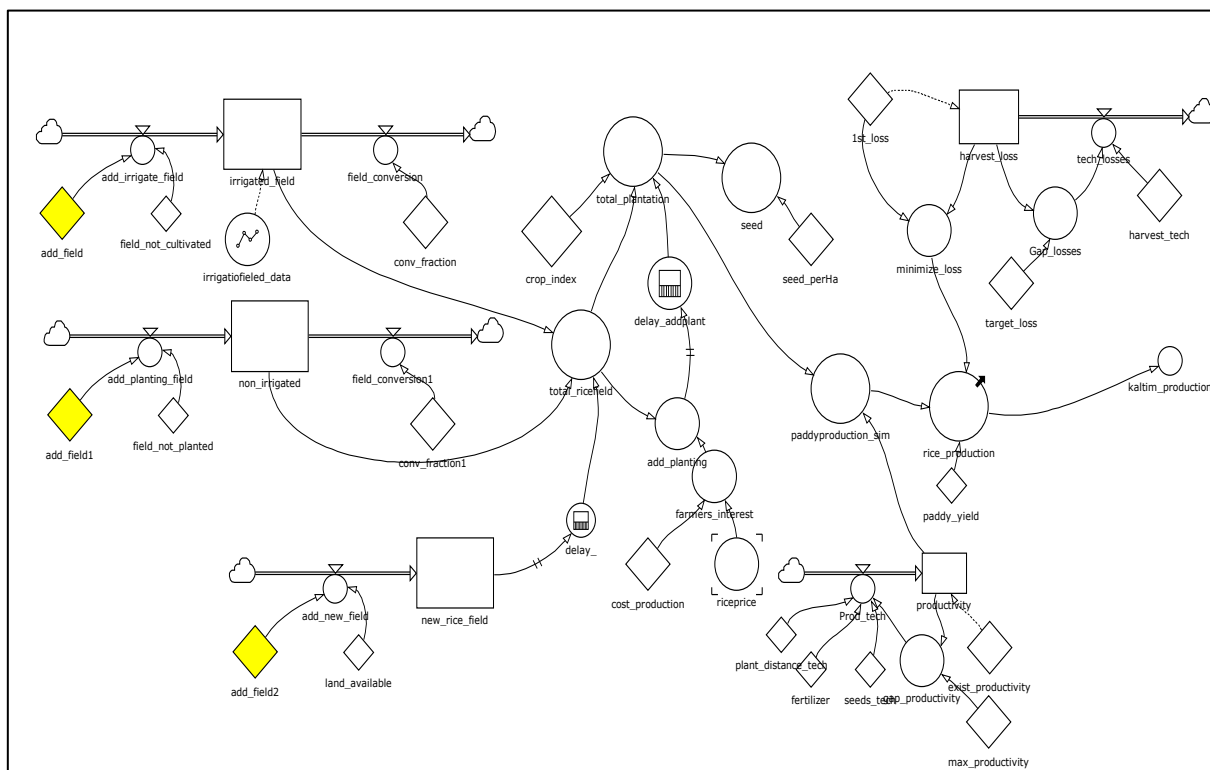 add_irrigate_field
irrigated_field
field_conversion
add_field
field_not_cultivated
irrigatiofieled_data
conv_fraction
add_planting_field
non_irrigated
field_conversion1
add_field1
field_not_planted
conv_fraction1
add_new_field
new_rice_field
delay_
add_field2
land_available
total_plantation
seed
crop_index
seed_perHa
delay_addplant
total_ricefield
add_planting
farmers_interest
cost_production
riceprice
1st_loss
harvest_loss
tech_losses
minimize_loss
Gap_losses
harvest_tech
target_loss
kaltim_production
paddyproduction_sim
rice_production
paddy_yield
Prod_tech
productivity
plant_distance_tech
fertilizer
seeds_tech
gap_productivity
exist_productivity
max_productivity